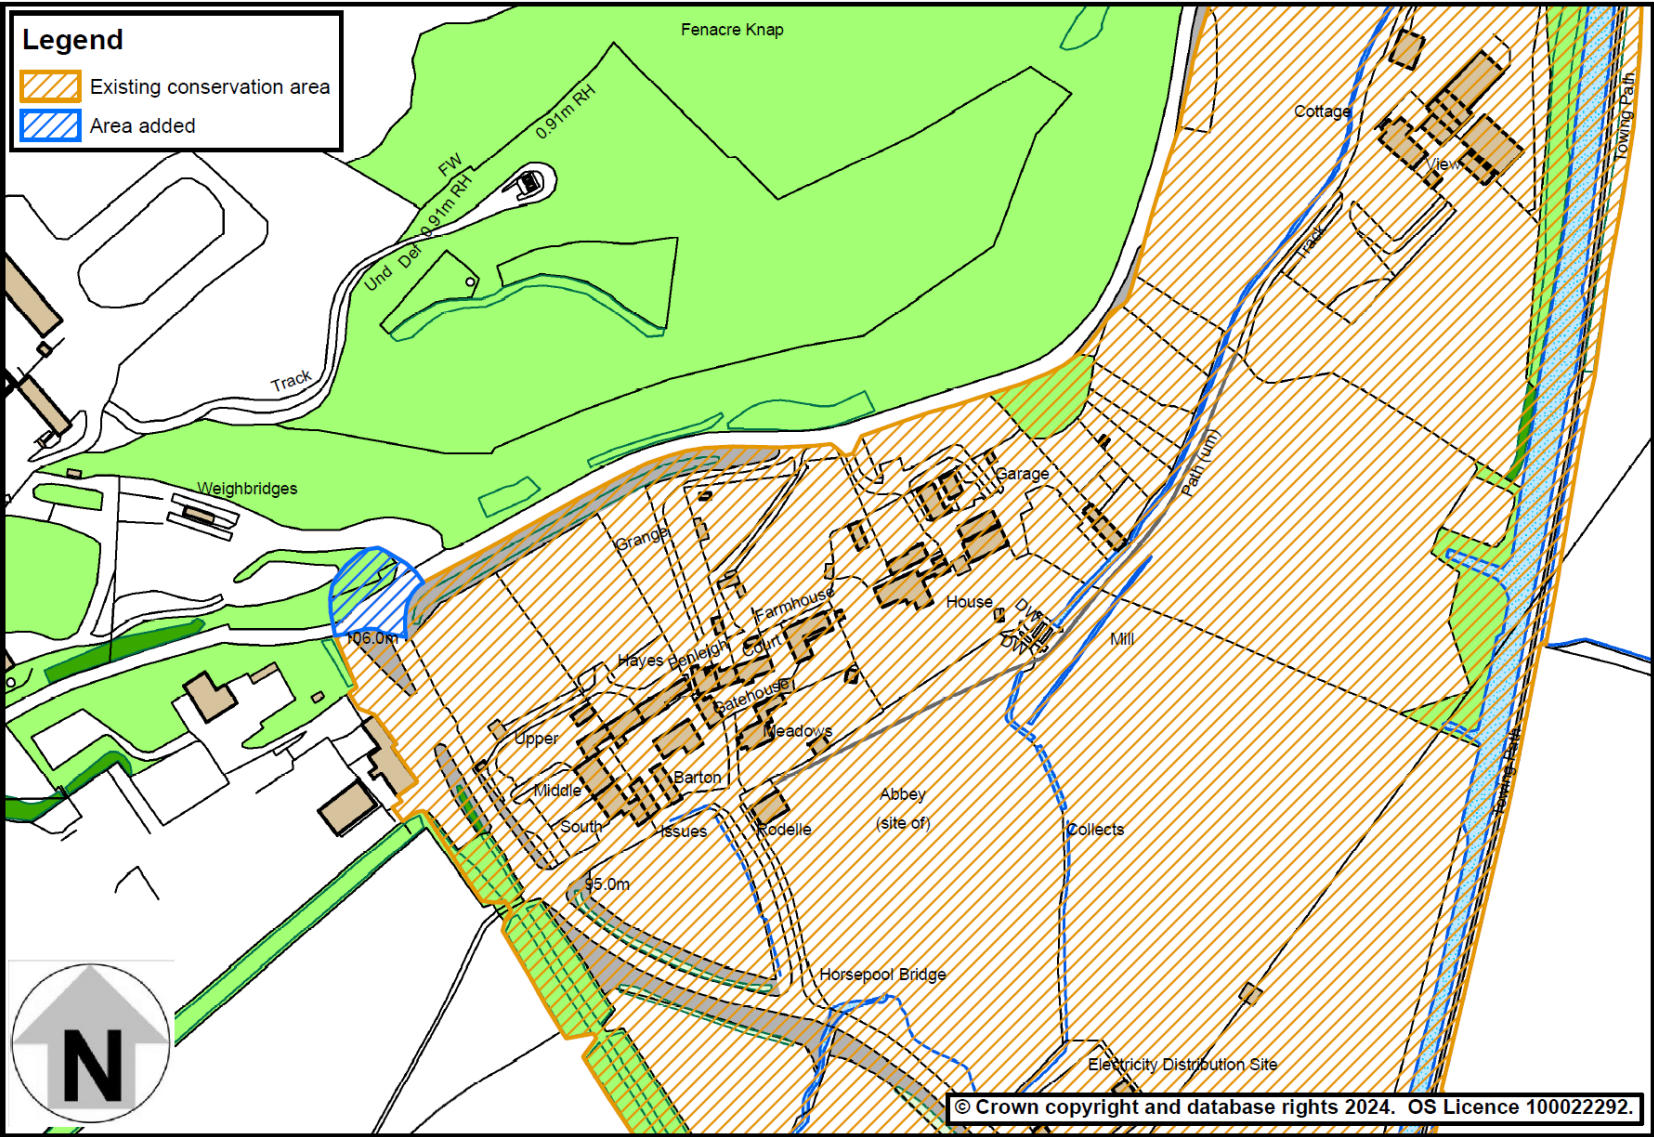 Legend
Existing conservation area
Area added
Fenacre Knap
0.91m RH
FW
0.91m RH
Und Def
Track
Cottage
View
Track
Towing Path
Path (um)
Weighbridges
Garage
Grange
106.0m
Farmhouse
House
DW
DW
Mill
Hayes
Penleigh
Court
Gatehouse
Upper
Meadows
Middle
Barton
South
Issues
Rodelle
Abbey
(site of)
Collects
Towing Path
95.0m
Horsepool Bridge
Electricity Distribution Site
N
© Crown copyright and database rights 2024. OS Licence 100022292.